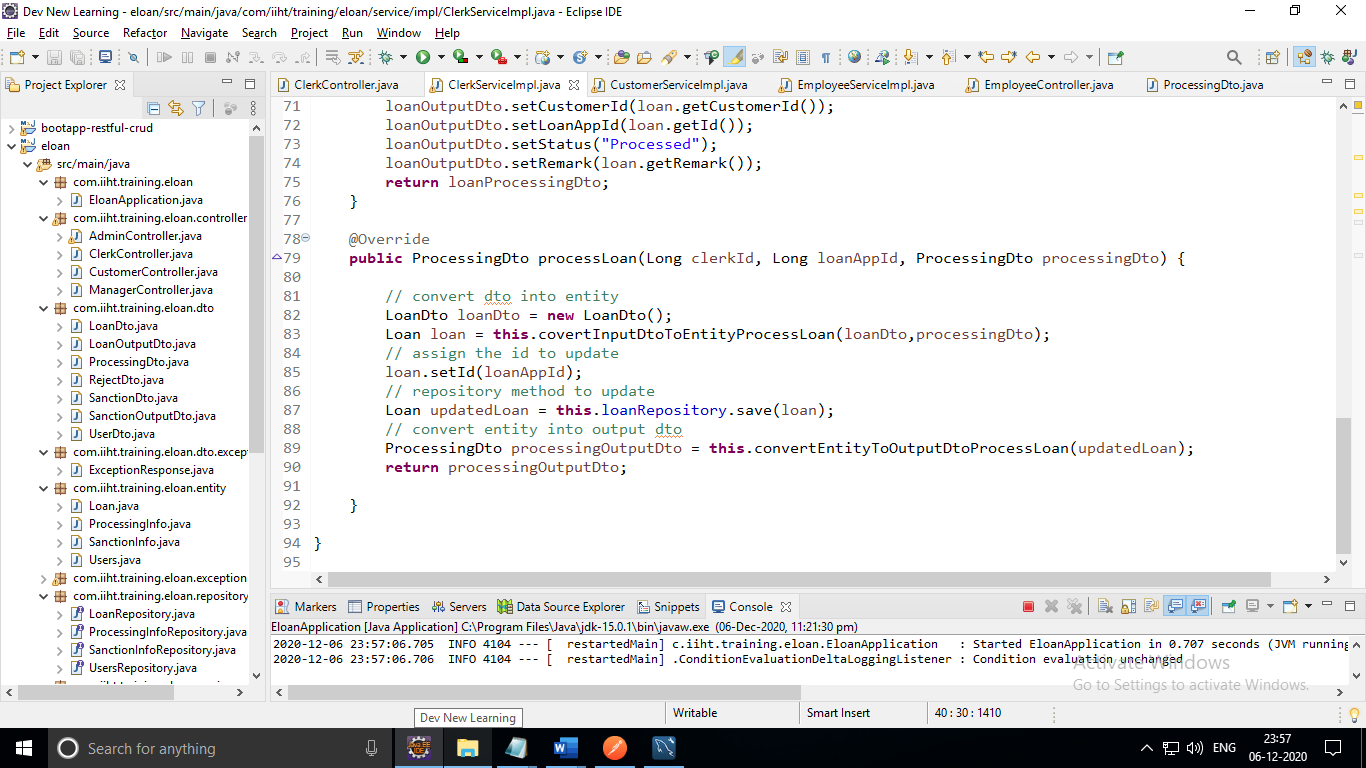 Dev New Learning - eloan/src/main/java/com/iiht/training/eloan/service/impl/ClerkServiceImpl.java - Eclipse IDE
File Edit Source Refactor Navigate Search Project Run Window Help
Project Explorer
ClerkController.java ClerkServiceImpl.java CustomerServiceImpl.java EmployeeServiceImpl.java EmployeeController.java ProcessingDto.java
bootapp-restful-crud
eloan
src/main/java
com.iiht.training.eloan
EloanApplication.java
com.iiht.training.eloan.controller
AdminController.java
ClerkController.java
CustomerController.java
ManagerController.java
com.iiht.training.eloan.dto
LoanDto.java
LoanOutputDto.java
ProcessingDto.java
RejectDto.java
SanctionDto.java
SanctionOutputDto.java
UserDto.java
com.iiht.training.eloan.dto.excep
ExceptionResponse.java
com.iiht.training.eloan.entity
Loan.java
ProcessingInfo.java
SanctionInfo.java
Users.java
com.iiht.training.eloan.exception
com.iiht.training.eloan.repository
LoanRepository.java
ProcessingInfoRepository.java
SanctionInfoRepository.java
UsersRepository.java
71 loanOutputDto.setCustomerId(loan.getCustomerId());
72 loanOutputDto.setLoanAppId(loan.getId());
73 loanOutputDto.setStatus("Processed");
74 loanOutputDto.setRemark(loan.getRemark());
75 return loanProcessingDto;
76 }
77
78 @Override
79 public ProcessingDto processLoan(Long clerkId, Long loanAppId, ProcessingDto processingDto) {
80
81 // convert dto into entity
82 LoanDto loanDto = new LoanDto();
83 Loan loan = this.covertInputDtoToEntityProcessLoan(loanDto,processingDto);
84 // assign the id to update
85 loan.setId(loanAppId);
86 // repository method to update
87 Loan updatedLoan = this.loanRepository.save(loan);
88 // convert entity into output dto
89 ProcessingDto processingOutputDto = this.convertEntityToOutputDtoProcessLoan(updatedLoan);
90 return processingOutputDto;
91
92 }
93
94 }
95
Markers Properties Servers Data Source Explorer Snippets Console
EloanApplication [Java Application] C:\Program Files\Java\jdk-15.0.1\bin\javaw.exe (06-Dec-2020, 11:21:30 pm)
2020-12-06 23:57:06.705 INFO 4104 --- [ restartedMain] c.iiht.training.eloan.EloanApplication : Started EloanApplication in 0.707 seconds (JVM running
2020-12-06 23:57:06.706 INFO 4104 --- [ restartedMain] .ConditionEvaluationDeltaLoggingListener : Condition evaluation unchanged
Activate Windows
Go to Settings to activate Windows.
Dev New Learning
Writable Smart Insert 40 : 30 : 1410
Search for anything
ENG
23:57
06-12-2020